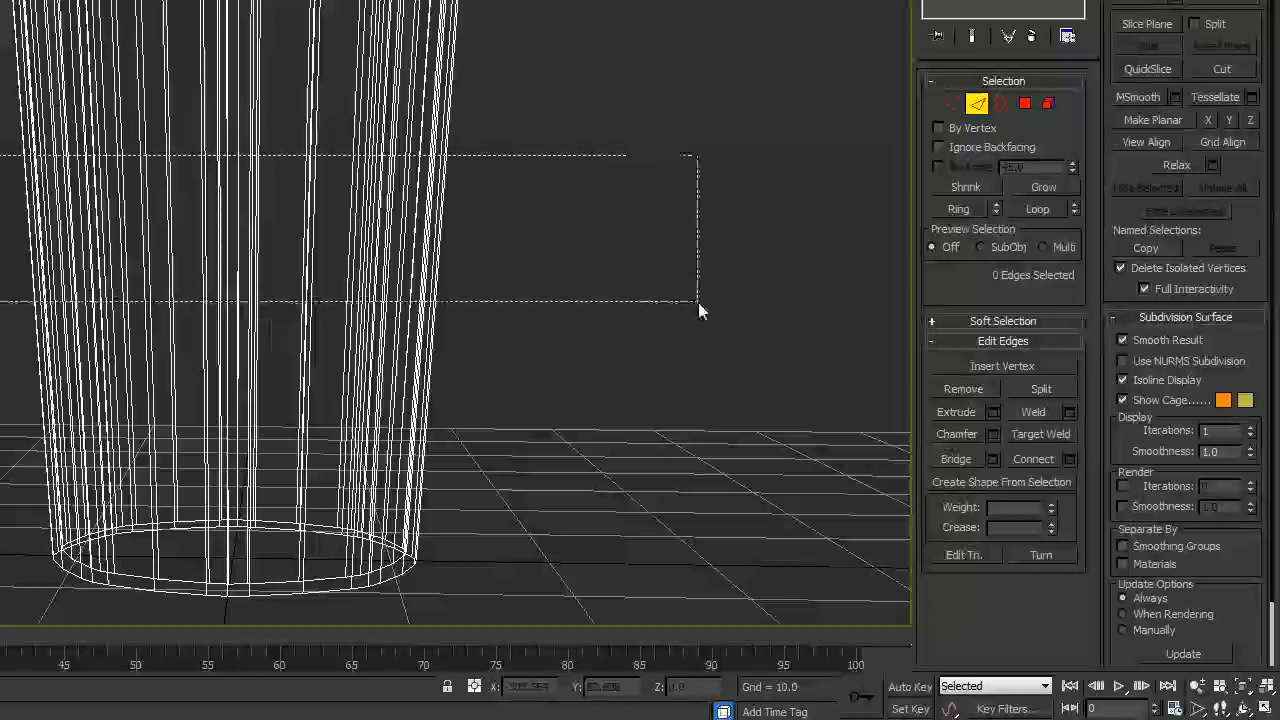 Selection
By Vertex
Ignore Backfacing
Shrink
Grow
Ring
Loop
Preview Selection
Off
SubObj
Multi
0 Edges Selected
+ Soft Selection
- Edit Edges
Insert Vertex
Remove
Split
Extrude
Weld
Chamfer
Target Weld
Bridge
Connect
Create Shape From Selection
Weight:
Crease:
Edit Tri.
Turn
Slice Plane
Split
QuickSlice
Cut
MSmooth
Tessellate
Make Planar
X
Y
Z
View Align
Grid Align
Relax
Named Selections:
Copy
Delete Isolated Vertices
Full Interactivity
- Subdivision Surface
Smooth Result
Use NURMS Subdivision
Isoline Display
Show Cage......
Display
Iterations: 1
Smoothness: 1.0
Render
Iterations:
Smoothness:
Separate By
Smoothing Groups
Materials
Update Options
Always
When Rendering
Manually
Update
45 50 55 60 65 70 75 80 85 90 95 100
X:
Y:
Z:
Grid = 10.0
Auto Key
Selected
Add Time Tag
Set Key
Key Filters...
0